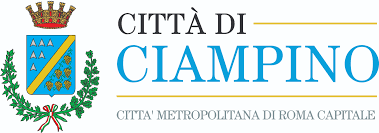 CITTÀ DI
CIAMPINO
CITTA' METROPOLITANA DI ROMA CAPITALE